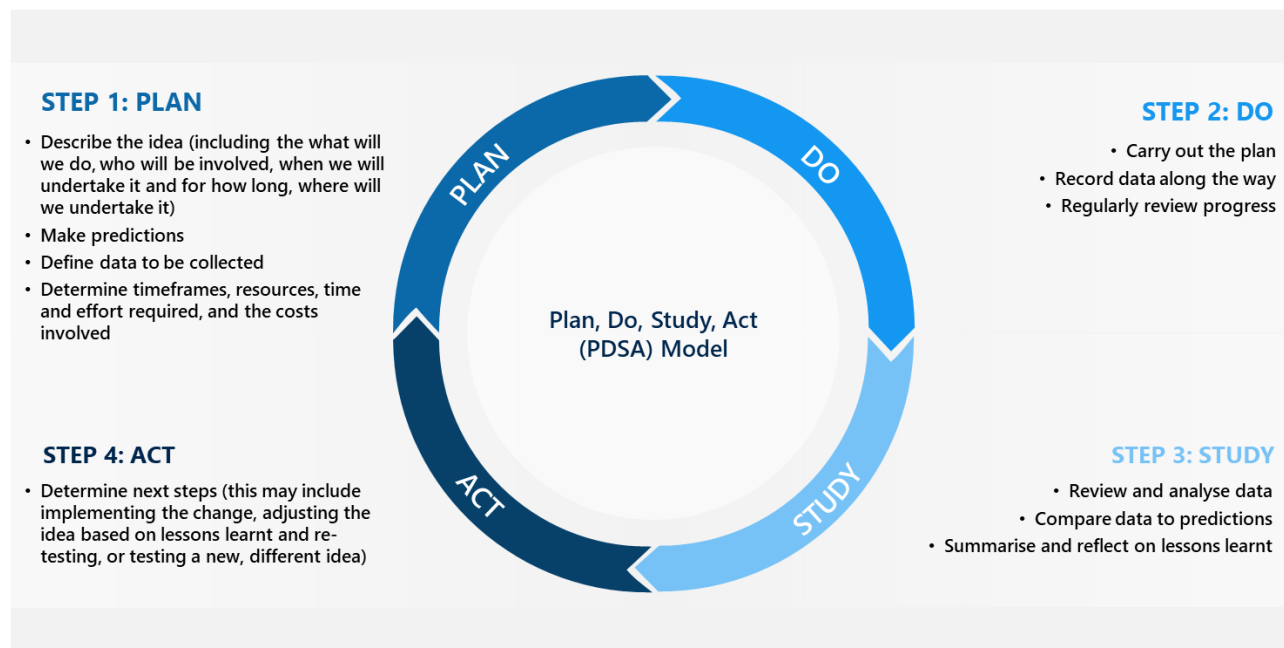 STEP 1: PLAN
• Describe the idea (including the what will
we do, who will be involved, when we will
undertake it and for how long, where will
we undertake it)
• Make predictions
• Define data to be collected
• Determine timeframes, resources, time
and effort required, and the costs
involved
STEP 2: DO
• Carry out the plan
• Record data along the way
• Regularly review progress
PLAN
DO
Plan, Do, Study, Act
(PDSA) Model
STUDY
ACT
STEP 3: STUDY
• Review and analyse data
• Compare data to predictions
• Summarise and reflect on lessons learnt
STEP 4: ACT
• Determine next steps (this may include
implementing the change, adjusting the
idea based on lessons learnt and re-
testing, or testing a new, different idea)